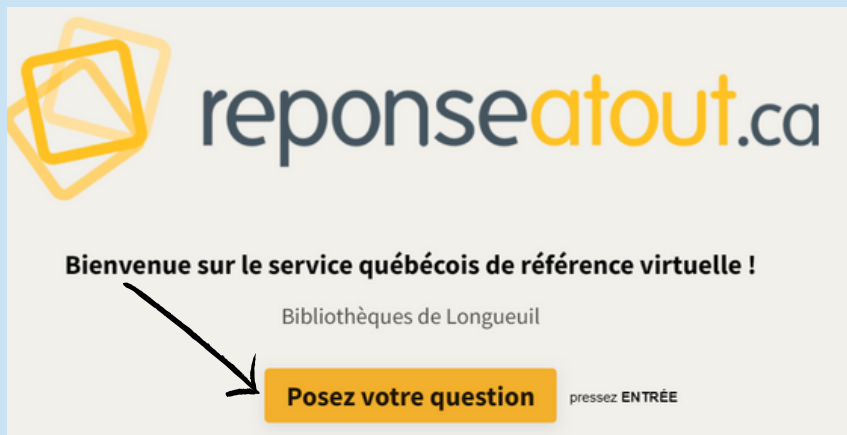 reponseatout.ca
Bienvenue sur le service québécois de référence virtuelle !
Bibliothèques de Longueuil
Posez votre question pressez ENTRÉE